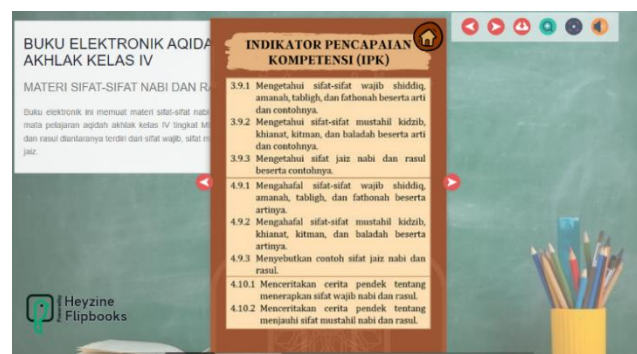 BUKU ELEKTRONIK AQIDA
AKHLAK KELAS IV
MATERI SIFAT-SIFAT NABI DAN RA
Buku elektronik ini memuat materi sifat-sifat nabi
mata pelajaran aqidah akhlak kelas IV tingkat MI
dan rasul diantaranya terdiri dari sifat wajib, sifat m
jaiz.
INDIKATOR PENCAPAIAN
KOMPETENSI (IPK)
3.9.1 Mengetahui sifat-sifat wajib shiddiq,
amanah, tabligh, dan fathonah beserta arti
dan contohnya.
3.9.2 Mengetahui sifat-sifat mustahil kidzib,
khianat, kitman, dan baladah beserta arti
dan contohnya.
3.9.3 Mengetahui sifat jaiz nabi dan rasul
beserta contohnya.
4.9.1 Mengahafal sifat-sifat wajib shiddiq,
amanah, tabligh, dan fathonah beserta
artinya.
4.9.2 Mengahafal sifat-sifat mustahil kidzib,
khianat, kitman, dan baladah beserta
artinya.
4.9.3 Menyebutkan contoh sifat jaiz nabi dan
rasul.
4.10.1 Menceritakan cerita pendek tentang
menerapkan sifat wajib nabi dan rasul.
4.10.2 Menceritakan cerita pendek tentang
menjauhi sifat mustahil nabi dan rasul.
Powered by
Heyzine
Flipbooks